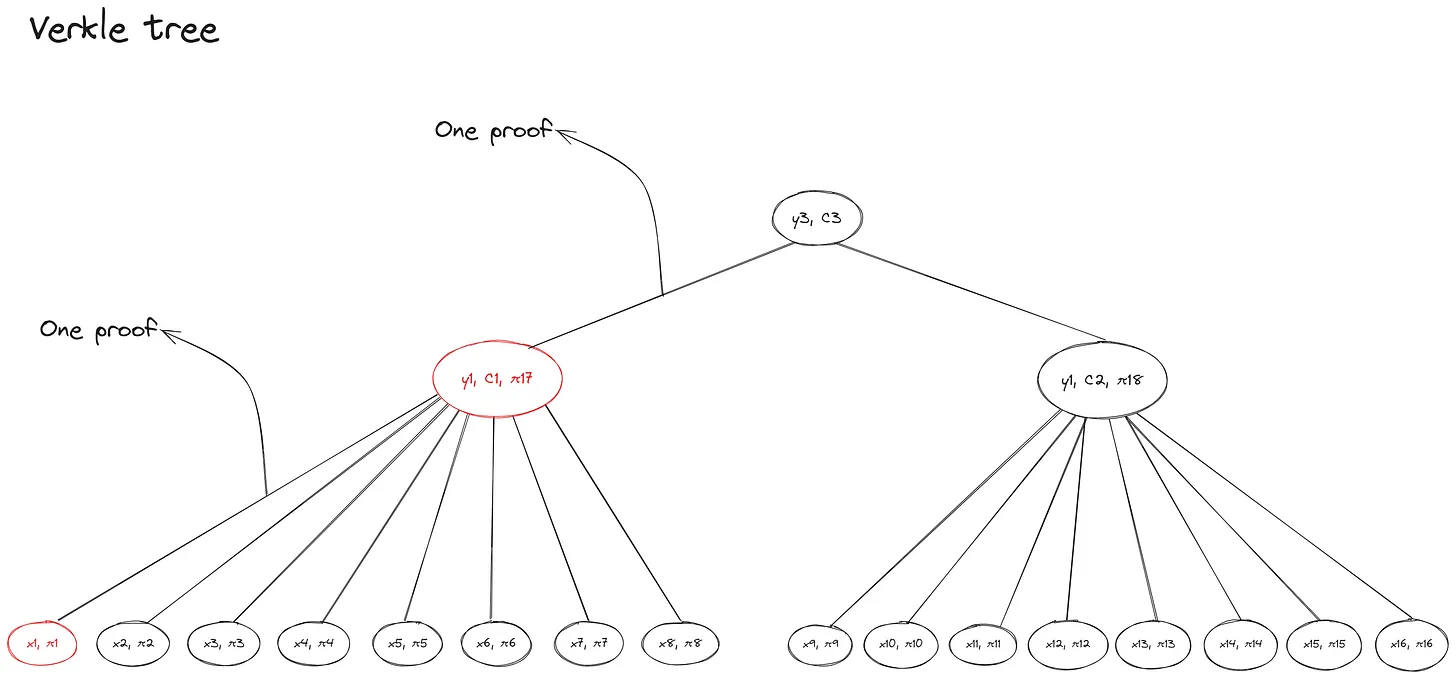 Verkle tree
One proof
y3, C3
One proof
y1, C1, π17
y1, C2, π18
x1, π1
x2, π2
x3, π3
x4, π4
x5, π5
x6, π6
x7, π7
x8, π8
x9, π9
x10, π10
x11, π11
x12, π12
x13, π13
x14, π14
x15, π15
x16, π16